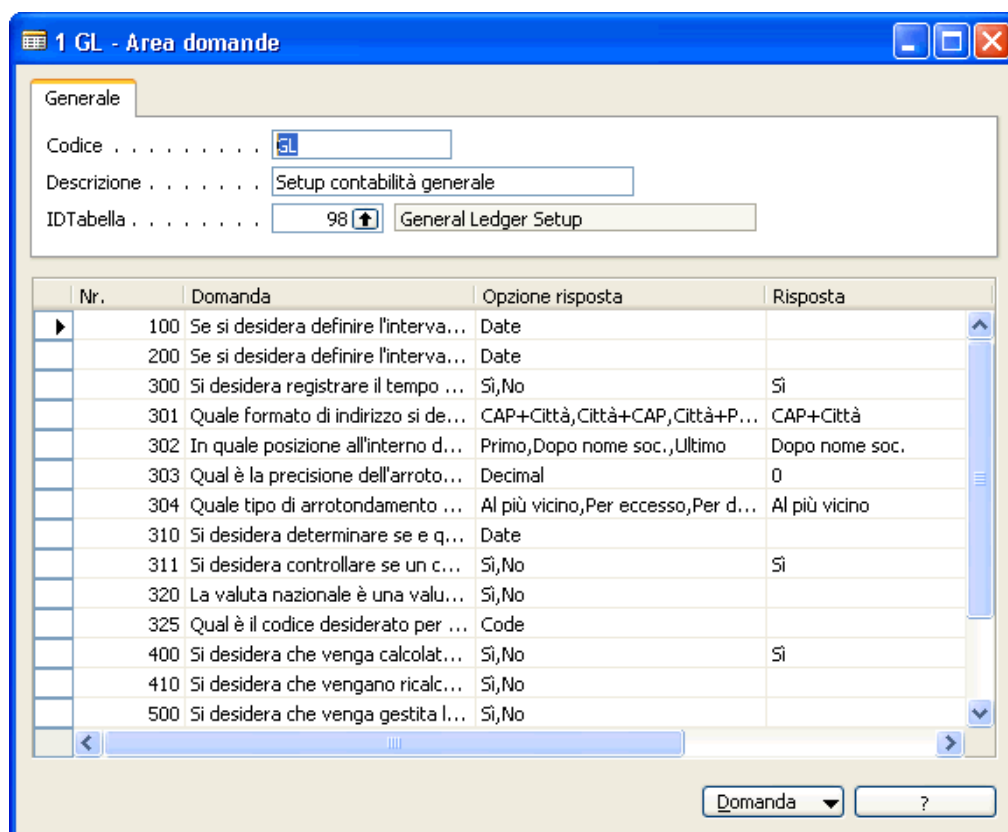 1 GL - Area domande
Generale
Codice . . . . . . . . . GL
Descrizione . . . . . . . Setup contabilità generale
IDTabella . . . . . . . . 98 General Ledger Setup
Nr. Domanda Opzione risposta Risposta
100 Se si desidera definire l'interva... Date
200 Se si desidera definire l'interva... Date
300 Si desidera registrare il tempo ... Sì,No Sì
301 Quale formato di indirizzo si de... CAP+Città,Città+CAP,Città+P... CAP+Città
302 In quale posizione all'interno d... Primo,Dopo nome soc.,Ultimo Dopo nome soc.
303 Qual è la precisione dell'arroto... Decimal 0
304 Quale tipo di arrotondamento ... Al più vicino,Per eccesso,Per d... Al più vicino
310 Si desidera determinare se e q... Date
311 Si desidera controllare se un c... Sì,No Sì
320 La valuta nazionale è una valu... Sì,No
325 Qual è il codice desiderato per ... Code
400 Si desidera che venga calcolat... Sì,No Sì
410 Si desidera che vengano ricalc... Sì,No
500 Si desidera che venga gestita l... Sì,No
Domanda ?